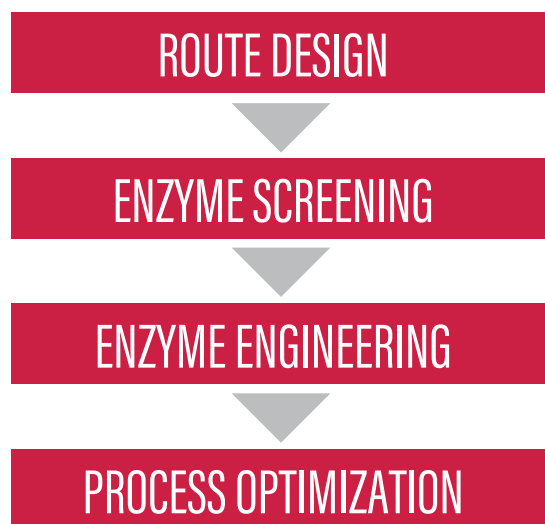 ROUTE DESIGN
ENZYME SCREENING
ENZYME ENGINEERING
PROCESS OPTIMIZATION